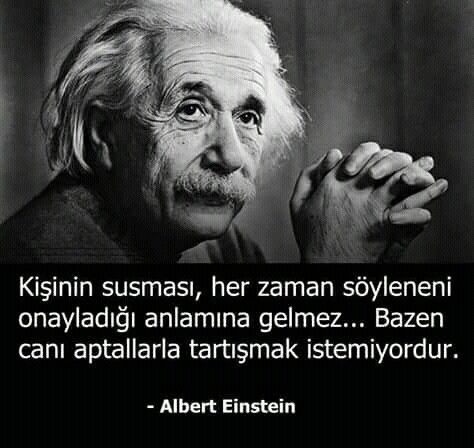 Kişinin susması, her zaman söyleneni
onayladığı anlamına gelmez... Bazen
canı aptallarla tartışmak istemiyordur.
- Albert Einstein